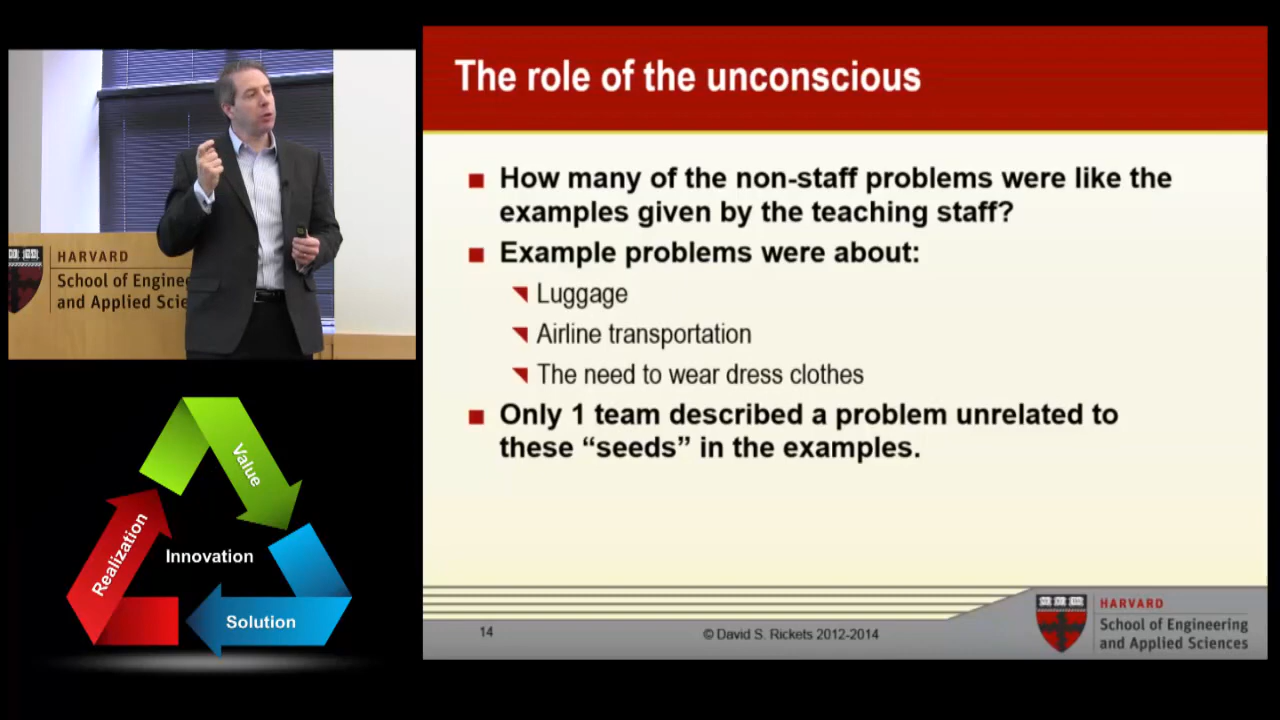 The role of the unconscious
How many of the non-staff problems were like the
examples given by the teaching staff?
Example problems were about:
Luggage
Airline transportation
The need to wear dress clothes
Only 1 team described a problem unrelated to
these “seeds” in the examples.
14
© David S. Rickets 2012-2014
HARVARD
School of Engineering
and Applied Sciences
HARVARD
School of Enginee
and Applied Scie
Value
Realization
Innovation
Solution